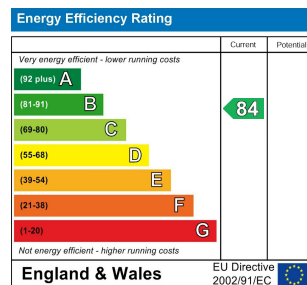 Energy Efficiency Rating
Current Potential
Very energy efficient - lower running costs
(92 plus) A
(81-91) B
84
(69-80) C
(55-68) D
(39-54) E
(21-38) F
(1-20) G
Not energy efficient - higher running costs
England & Wales
EU Directive
2002/91/EC